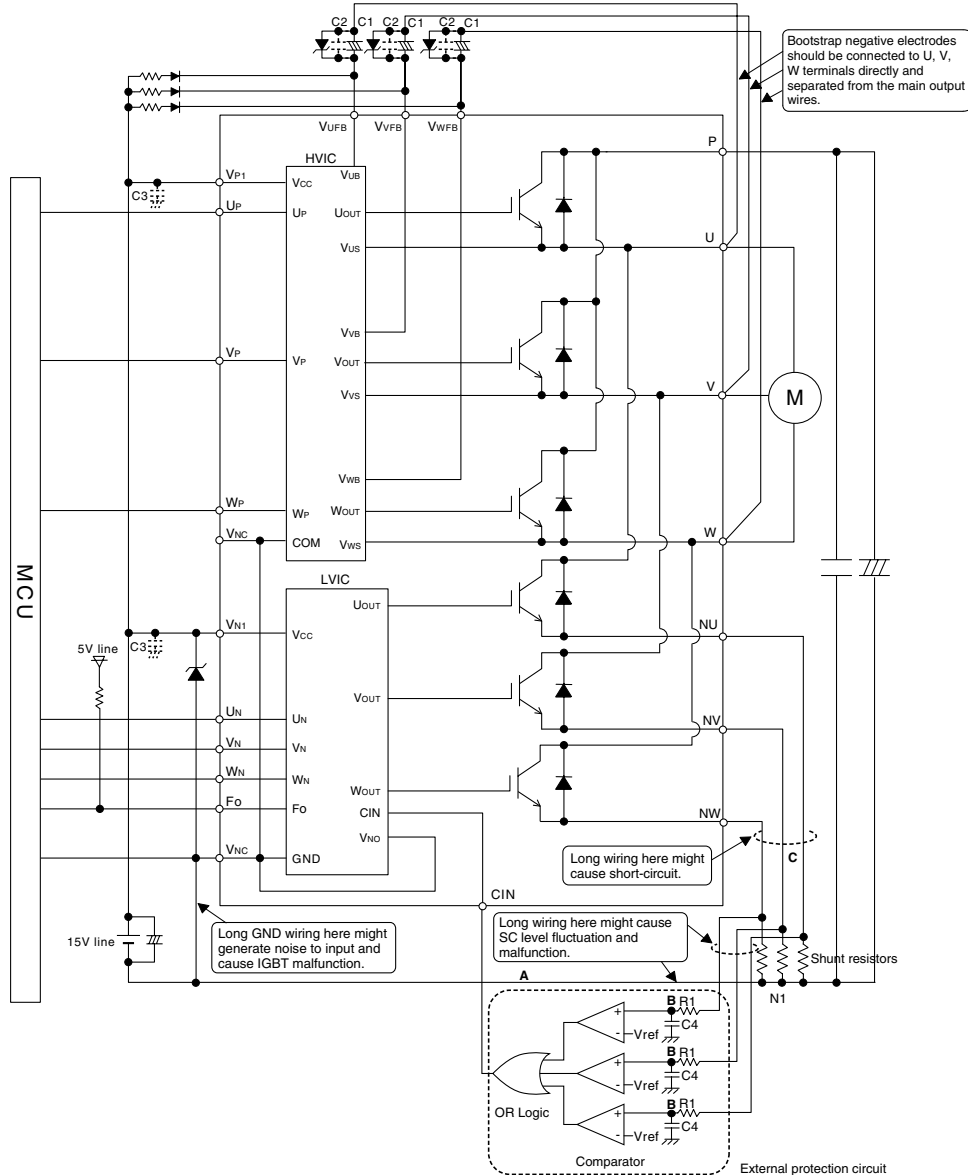 C2 C1 C2 C1 C2 C1
Bootstrap negative electrodes
should be connected to U, V,
W terminals directly and
separated from the main output
wires.
VUFB VVFB VWFB
P
HVIC
VP1
C3
VCC
VUB
UP
UP
UOUT
U
VUS
VVB
VP
VP
VOUT
V
VVS
M
VWB
WP
WP
WOUT
VNC
COM
VWS
W
MCU
LVIC
UOUT
VN1
VCC
C3
NU
5V line
VOUT
UN
UN
NV
VN
VN
WN
WN
WOUT
Fo
Fo
CIN
NW
VNO
VNC
GND
Long wiring here might
cause short-circuit.
C
CIN
15V line
Long GND wiring here might
generate noise to input and
cause IGBT malfunction.
Long wiring here might cause
SC level fluctuation and
malfunction.
Shunt resistors
A
N1
B R1
+
C4
-
Vref
B R1
+
C4
-
Vref
OR Logic
B R1
+
C4
-
Vref
Comparator
External protection circuit